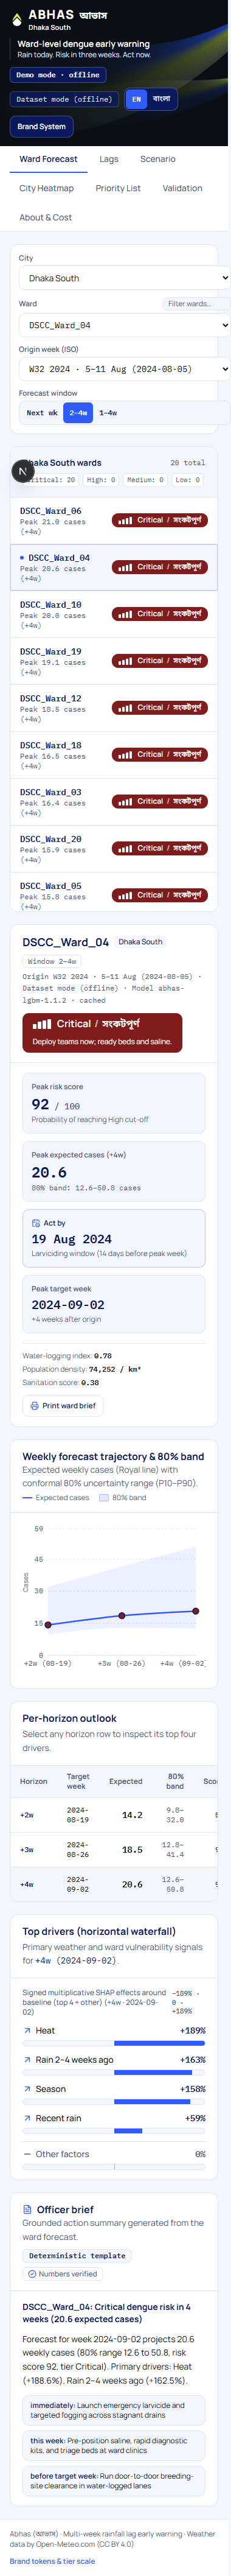 ABHAS আভাস
Dhaka South
Ward-level dengue early warning
Rain today. Risk in three weeks. Act now.
Demo mode · offline
Dataset mode (offline)
EN বাংলা
Brand System
Ward Forecast Lags Scenario
City Heatmap Priority List Validation
About & Cost
City
Dhaka South
Ward Filter wards…
DSCC_Ward_04
Origin week (ISO)
W32 2024 · 5–11 Aug (2024-08-05)
Forecast window
Next wk 2–4w 1–4w
N
haka South wards 20 total
ritical: 20 High: 0 Medium: 0 Low: 0
DSCC_Ward_06
Peak 21.0 cases
(+4w)
Critical / সংকটপূর্ণ
DSCC_Ward_04
Peak 20.6 cases
(+4w)
Critical / সংকটপূর্ণ
DSCC_Ward_10
Peak 20.0 cases
(+4w)
Critical / সংকটপূর্ণ
DSCC_Ward_19
Peak 19.1 cases
(+4w)
Critical / সংকটপূর্ণ
DSCC_Ward_12
Peak 18.5 cases
(+4w)
Critical / সংকটপূর্ণ
DSCC_Ward_18
Peak 16.5 cases
(+4w)
Critical / সংকটপূর্ণ
DSCC_Ward_03
Peak 16.4 cases
(+4w)
Critical / সংকটপূর্ণ
DSCC_Ward_20
Peak 15.9 cases
(+4w)
Critical / সংকটপূর্ণ
DSCC_Ward_05
Peak 15.8 cases
(+4w)
Critical / সংকটপূর্ণ
DSCC_Ward_04 Dhaka South
Window 2–4w
Origin W32 2024 · 5–11 Aug (2024-08-05) ·
Dataset mode (offline) · Model abhas-
lgbm-1.1.2 · cached
Critical / সংকটপূর্ণ
Deploy teams now; ready beds and saline.
Peak risk score
92 / 100
Probability of reaching High cut-off
Peak expected cases (+4w)
20.6
80% band: 12.6–50.8 cases
Act by
19 Aug 2024
Larviciding window (14 days before peak week)
Peak target week
2024-09-02
+4 weeks after origin
Water-logging index: 0.78
Population density: 74,252 / km²
Sanitation score: 0.38
Print ward brief
Weekly forecast trajectory & 80% band
Expected weekly cases (Royal line) with
conformal 80% uncertainty range (P10–P90).
Expected cases 80% band
Cases
59
45
30
15
0
+2w (08-19) +3w (08-26) +4w (09-02)
Per-horizon outlook
Select any horizon row to inspect its top four
drivers.
Horizon Target week Expected 80% band Scor
+2w 2024-08-19 14.2 9.8–32.0
+3w 2024-08-26 18.5 12.8–41.4
+4w 2024-09-02 20.6 12.6–50.8
Top drivers (horizontal waterfall)
Primary weather and ward vulnerability signals
for +4w (2024-09-02).
Signed multiplicative SHAP effects around
baseline (top 4 + other) (+4w · 2024-09-
02)
−189% ·
0 ·
+189%
Heat +189%
Rain 2–4 weeks ago +163%
Season +158%
Recent rain +59%
Other factors 0%
Officer brief
Grounded action summary generated from the
ward forecast.
Deterministic template
Numbers verified
DSCC_Ward_04: Critical dengue risk in 4
weeks (20.6 expected cases)
Forecast for week 2024-09-02 projects 20.6
weekly cases (80% range 12.6 to 50.8, risk
score 92, tier Critical). Primary drivers: Heat
(+188.6%), Rain 2–4 weeks ago (+162.5%).
immediately: Launch emergency larvicide and
targeted fogging across stagnant drains
this week: Pre-position saline, rapid diagnostic
kits, and triage beds at ward clinics
before target week: Run door-to-door breeding-
site clearance in water-logged lanes
Abhas (আভাস) · Multi-week rainfall lag early warning · Weather
data by Open-Meteo.com (CC BY 4.0)
Brand tokens & tier scale